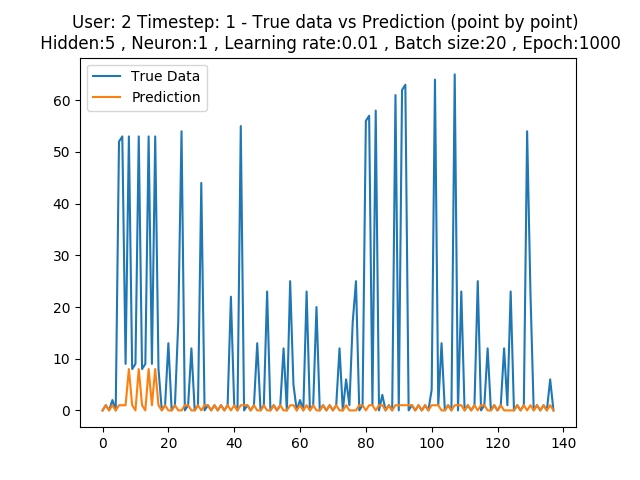 User: 2 Timestep: 1 - True data vs Prediction (point by point)
Hidden:5 , Neuron:1 , Learning rate:0.01 , Batch size:20 , Epoch:1000
True Data
Prediction
60
50
40
30
20
10
0
0 20 40 60 80 100 120 140